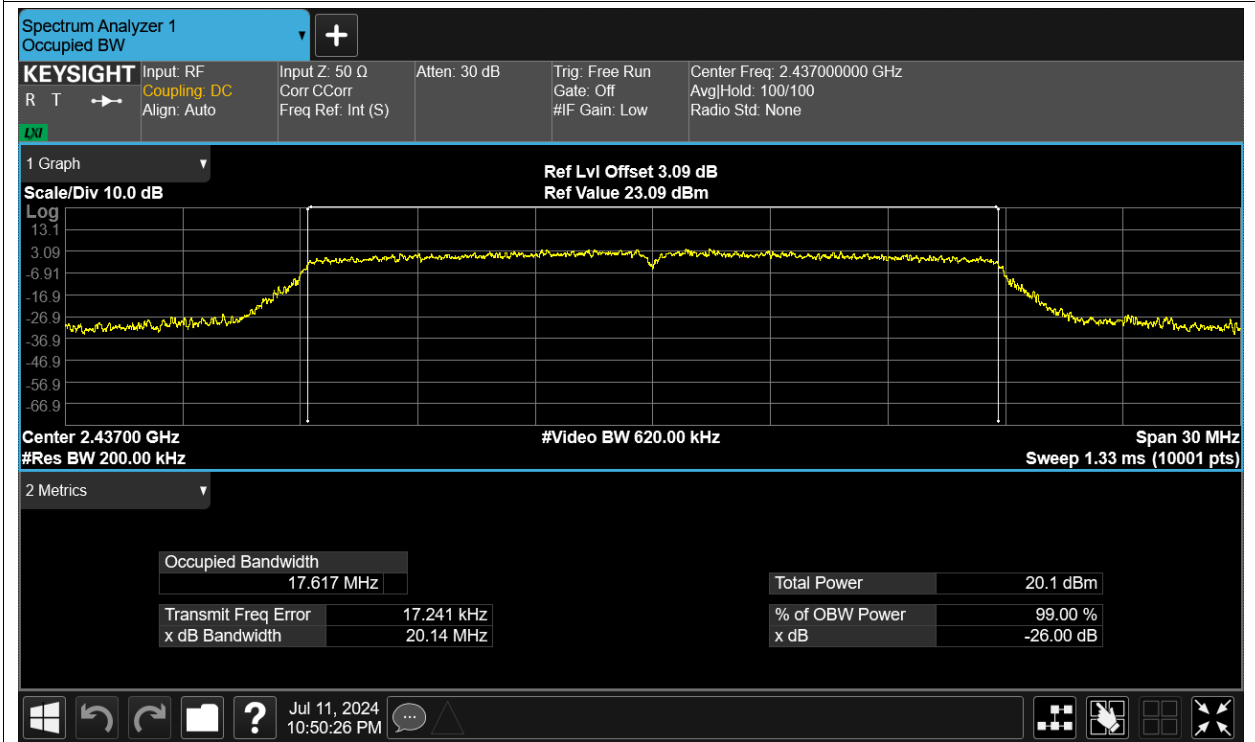 Spectrum Analyzer 1
Occupied BW
KEYSIGHT
R T
LXI
Input: RF
Coupling: DC
Align: Auto
Input Z: 50 Ω
Corr CCorr
Freq Ref: Int (S)
Atten: 30 dB
Trig: Free Run
Gate: Off
#IF Gain: Low
Center Freq: 2.437000000 GHz
Avg|Hold: 100/100
Radio Std: None
1 Graph
Scale/Div 10.0 dB
Ref Lvl Offset 3.09 dB
Ref Value 23.09 dBm
Log
13.1
3.09
-6.91
-16.9
-26.9
-36.9
-46.9
-56.9
-66.9
Center 2.43700 GHz
#Res BW 200.00 kHz
#Video BW 620.00 kHz
Span 30 MHz
Sweep 1.33 ms (10001 pts)
2 Metrics
Occupied Bandwidth
17.617 MHz
Transmit Freq Error 17.241 kHz
x dB Bandwidth 20.14 MHz
Total Power 20.1 dBm
% of OBW Power 99.00 %
x dB -26.00 dB
?
Jul 11, 2024
10:50:26 PM